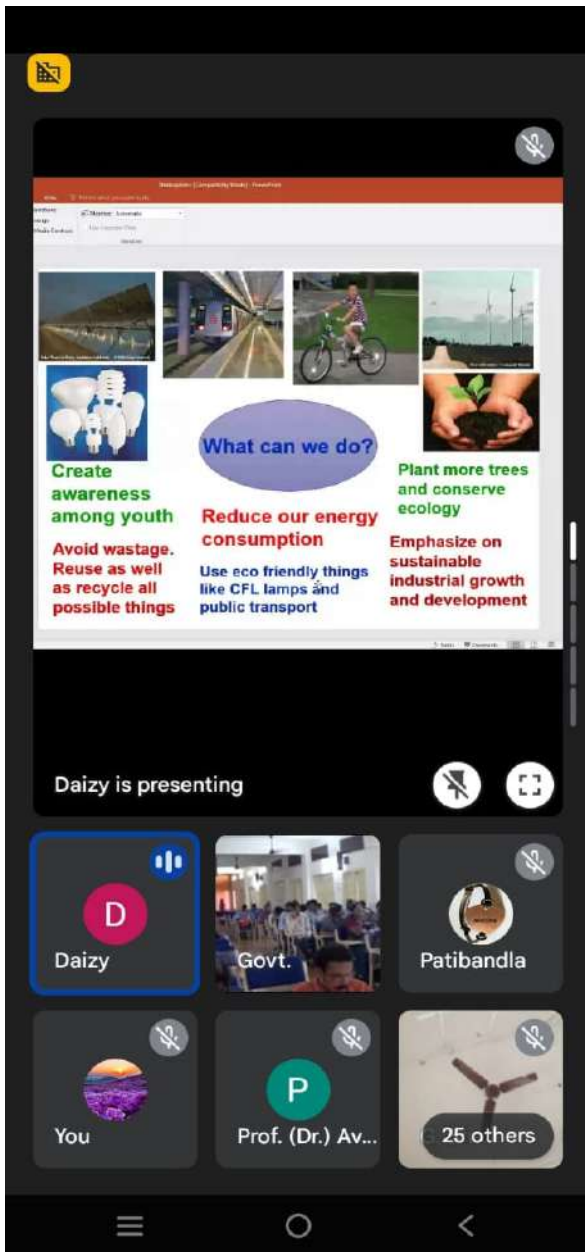 What can we do?
Create
awareness
among youth
Avoid wastage.
Reuse as well
as recycle all
possible things
Reduce our energy
consumption
Use eco friendly things
like CFL lamps and
public transport
Plant more trees
and conserve
ecology
Emphasize on
sustainable
industrial growth
and development
Daizy is presenting
D
Daizy
Govt.
Patibandla
You
P
Prof. (Dr.) Av...
25 others